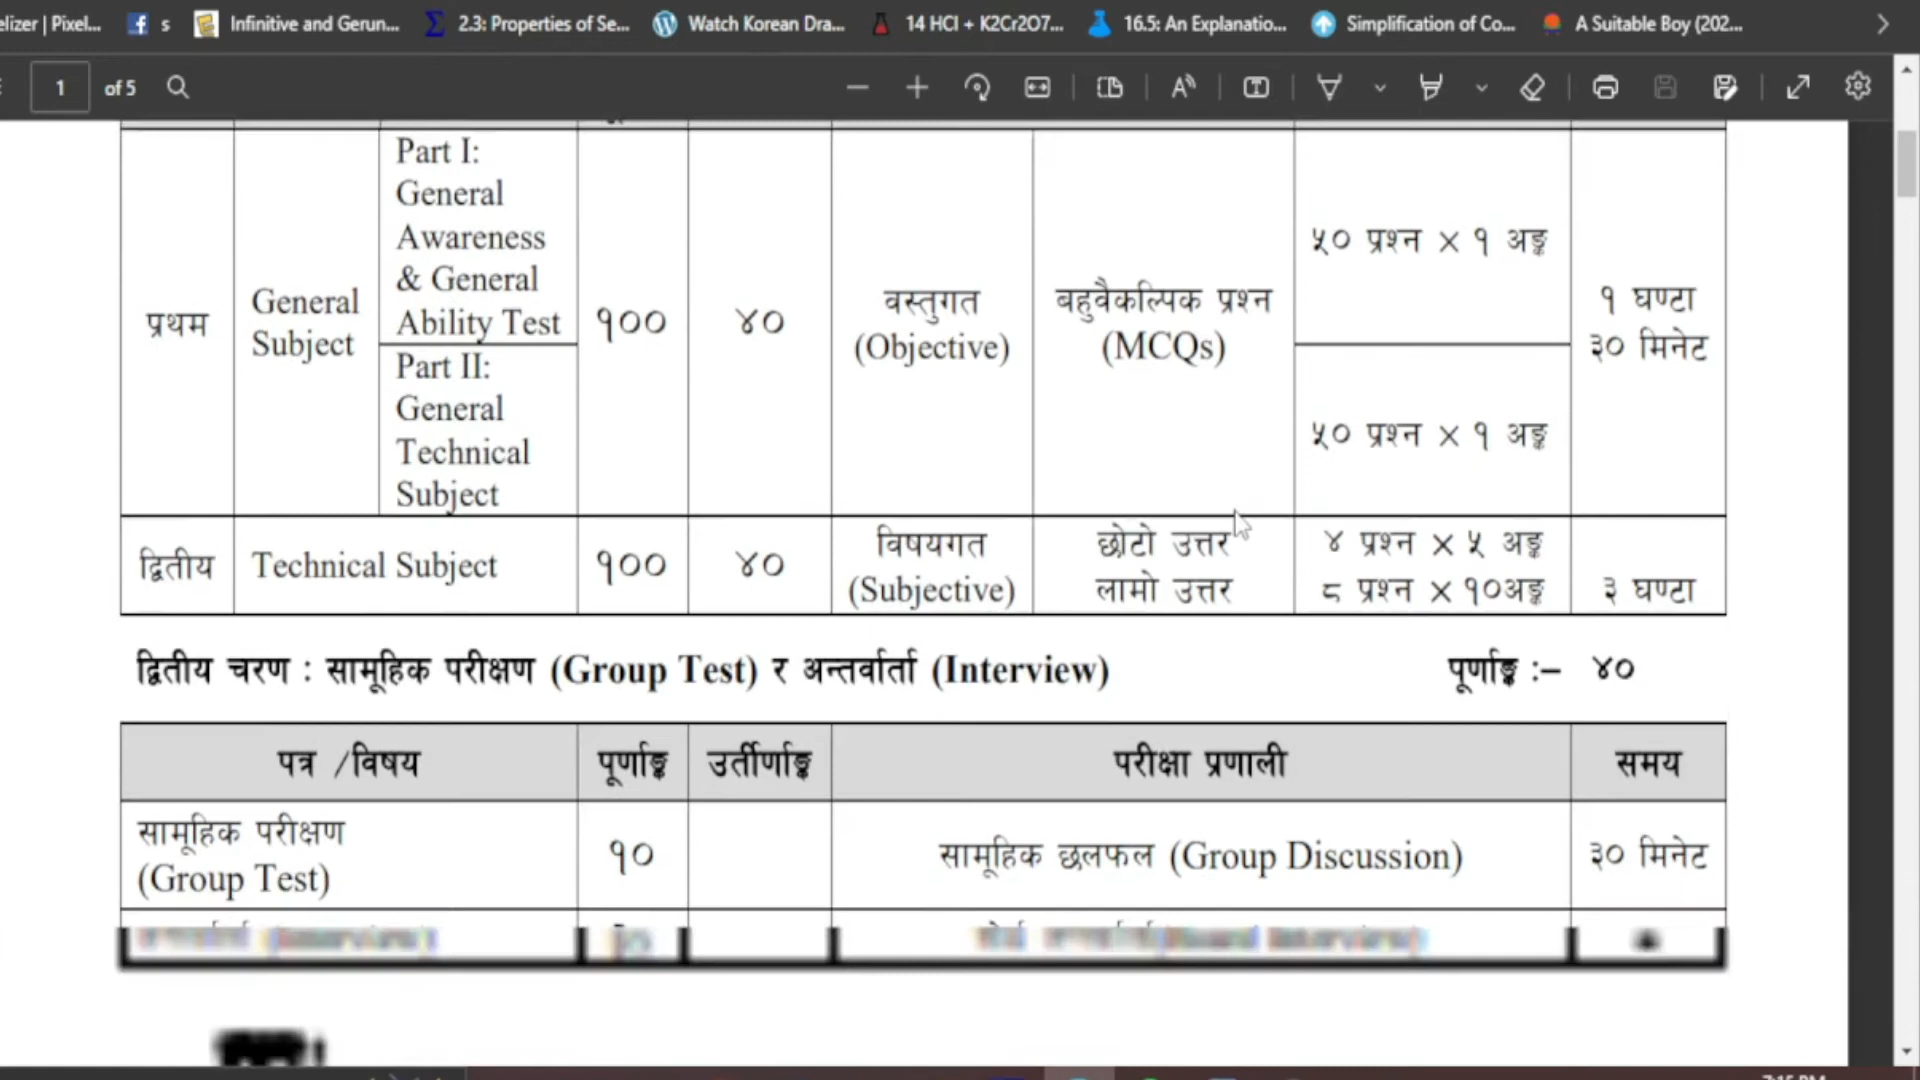 elizer | Pixel...
s
Infinitive and Gerun...
2.3: Properties of Se...
Watch Korean Dra...
14 HCl + K2Cr2O7...
16.5: An Explanatio...
Simplification of Co...
A Suitable Boy (202...
1 of 5
प्रथम
General
Subject
Part I:
General
Awareness
& General
Ability Test
Part II:
General
Technical
Subject
१००
४०
वस्तुगत
(Objective)
बहुवैकल्पिक प्रश्न
(MCQs)
५० प्रश्न × १ अङ्क
५० प्रश्न × १ अङ्क
१ घण्टा
३० मिनेट
द्वितीय
Technical Subject
१००
४०
विषयगत
(Subjective)
छोटो उत्तर
लामो उत्तर
४ प्रश्न × ५ अङ्क
८ प्रश्न × १०अङ्क
३ घण्टा
द्वितीय चरण : सामूहिक परीक्षण (Group Test) र अन्तर्वार्ता (Interview) पूर्णाङ्क :– ४०
पत्र /विषय
पूर्णाङ्क
उर्तीर्णाङ्क
परीक्षा प्रणाली
समय
सामूहिक परीक्षण
(Group Test)
१०
सामूहिक छलफल (Group Discussion)
३० मिनेट